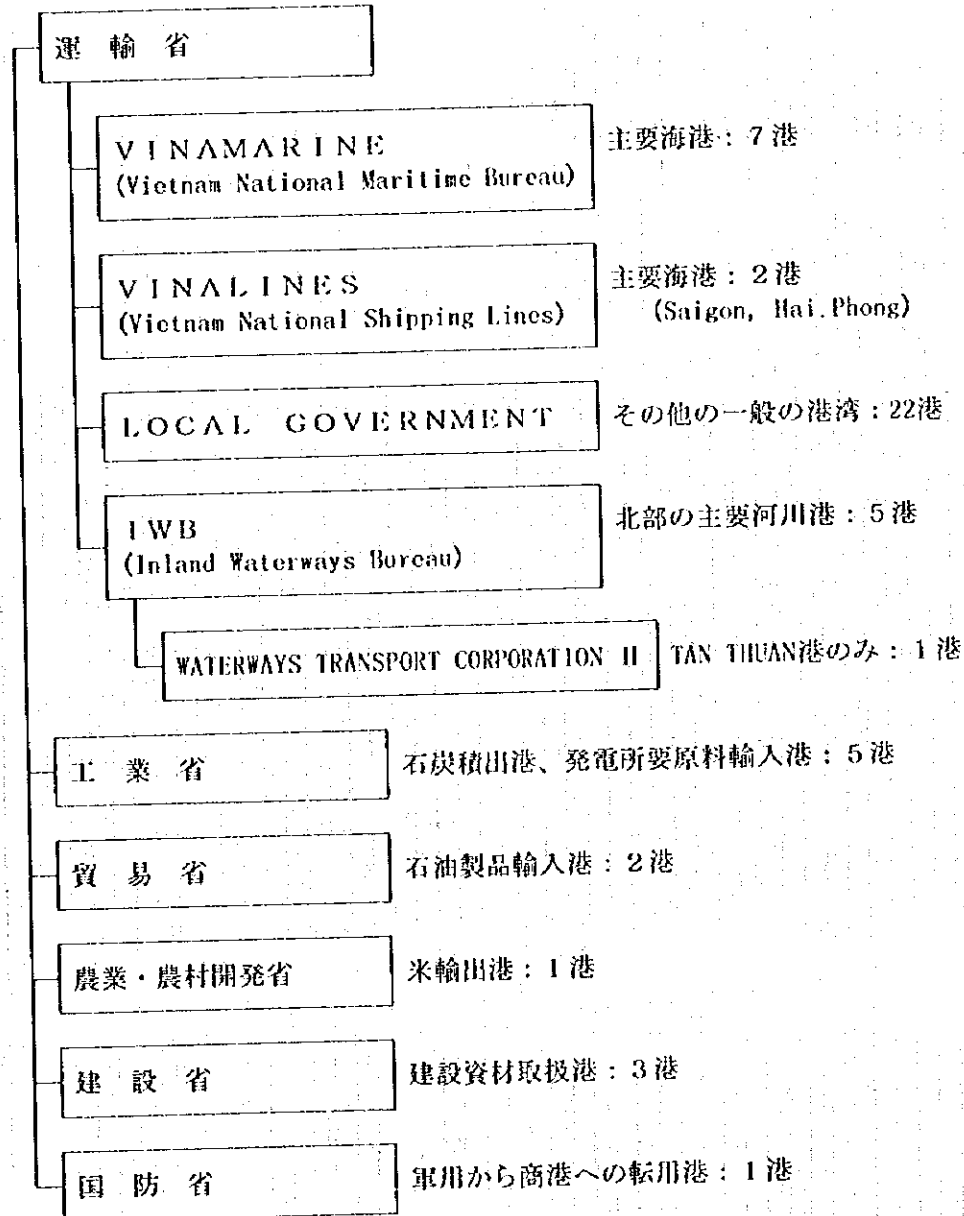 運輸省
VINAMARINE
主要海港：7港
(Vietnam National Maritime Bureau)
VINALINES
主要海港：2港
(Vietnam National Shipping Lines)
(Saigon, Hai.Phong)
LOCAL GOVERNMENT
その他の一般の港湾：22港
IWB
北部の主要河川港：5港
(Inland Waterways Bureau)
WATERWAYS TRANSPORT CORPORATION II
TAN THUAN港のみ：1港
工業省
石炭積出港、発電所要原料輸入港：5港
貿易省
石油製品輸入港：2港
農業・農村開発省
米輸出港：1港
建設省
建設資材取扱港：3港
国防省
軍用から商港への転用港：1港